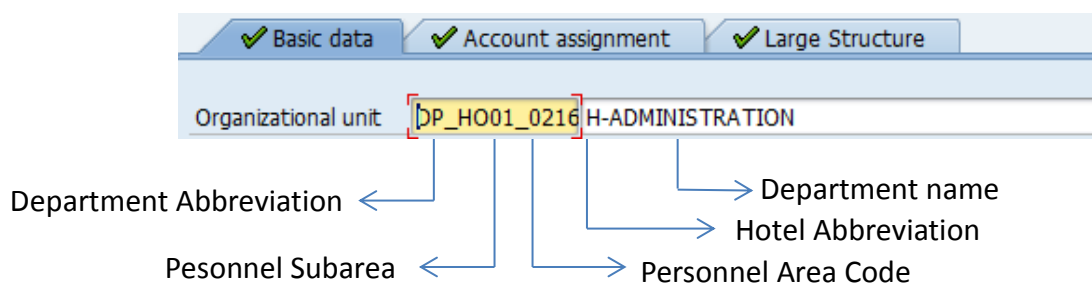 Basic data Account assignment Large Structure
Organizational unit DP_HO01_0216 H-ADMINISTRATION
Department Abbreviation Department name
Hotel Abbreviation
Pesonnel Subarea Personnel Area Code